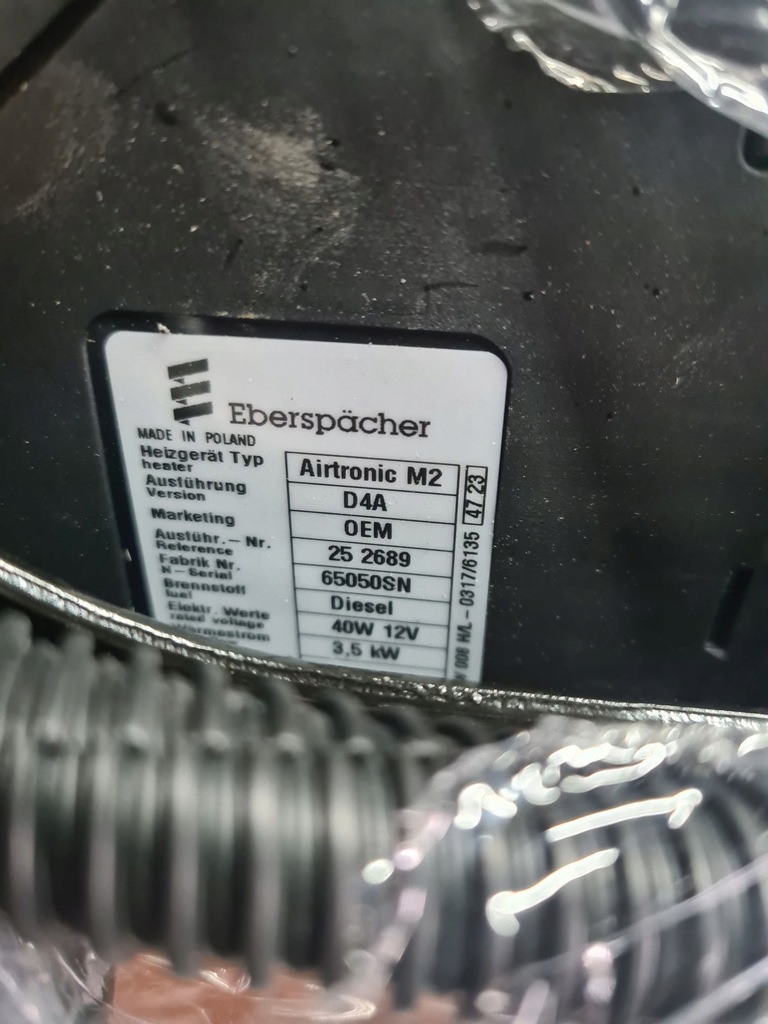 Eberspächer
MADE IN POLAND
Heizgerät Typ
heater
Airtronic M2
Ausführung
Version
D4A
Marketing
OEM
Ausführ.-Nr.
Reference
25 2689
Fabrik Nr.
N-Serial
65050SN
Brennstoff
fuel
Diesel
Elektr. Werte
rated voltage
40W 12V
Wärmestrom
3,5 kW
47 23
008 H/L - 0317/6135